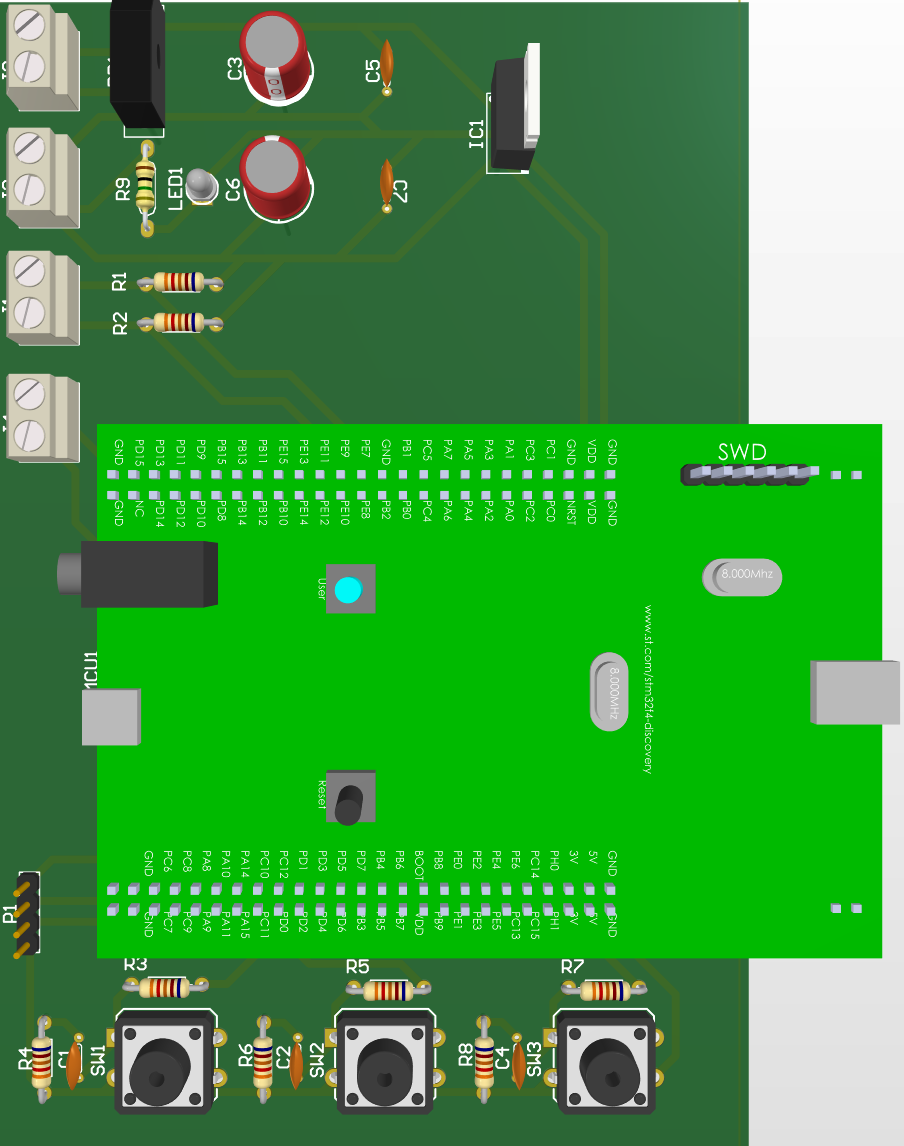 C3
C5
IC1
R9
LED1
C6
R1
R2
SWD
GND
PD15
PD13
PD11
PD9
PB15
PB13
PB11
PE15
PE13
PE11
PE9
PE7
GND
PB1
PC5
PA7
PA5
PA3
PA1
PC3
PC1
GND
VDD
GND
GND
NC
PD14
PD12
PD10
PD8
PB14
PB12
PB10
PE14
PE12
PE10
PE8
PB2
PB0
PC4
PA6
PA4
PA2
PA0
PC2
PC0
NRST
VDD
GND
8.000Mhz
User
www.st.com/stm32f4-discovery
8.000MHz
Reset
GND
PC6
PC8
PA8
PA10
PA14
PC10
PC12
PD1
PD3
PD5
PD7
PB4
PB6
BOOT
PB8
PE0
PE2
PE4
PE6
PC14
PH0
3V
5V
GND
GND
PC7
PC9
PA9
PA11
PA15
PC11
PD0
PD2
PD4
PD6
PB3
PB5
PB7
VDD
PB9
PE1
PE3
PE5
PC13
PC15
PH1
3V
5V
GND
P1
R3
R5
R7
R4
C1
SW1
R6
C2
SW2
R8
C4
SW3